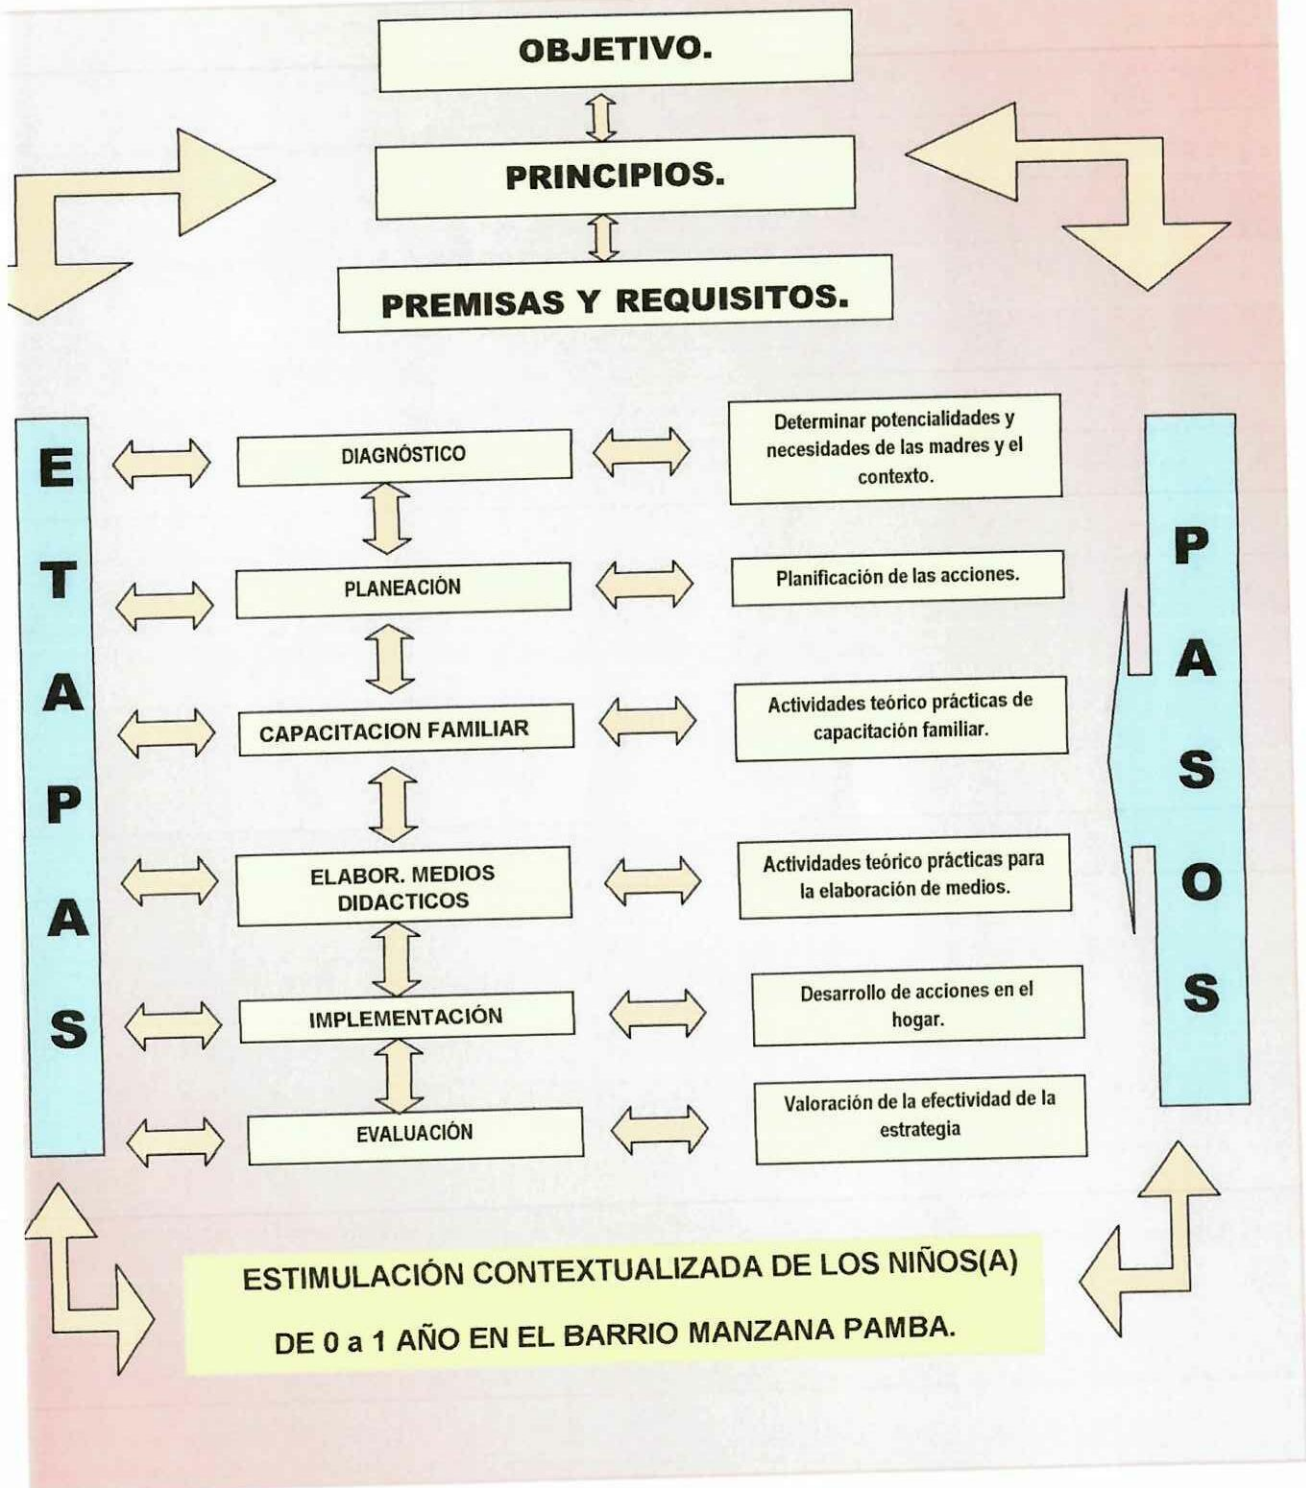 OBJETIVO.
PRINCIPIOS.
PREMISAS Y REQUISITOS.
ETAPAS
DIAGNÓSTICO
Determinar potencialidades y
necesidades de las madres y el
contexto.
PLANEACIÓN
Planificación de las acciones.
CAPACITACION FAMILIAR
Actividades teórico prácticas de
capacitación familiar.
ELABOR. MEDIOS
DIDACTICOS
Actividades teórico prácticas para
la elaboración de medios.
IMPLEMENTACIÓN
Desarrollo de acciones en el
hogar.
EVALUACIÓN
Valoración de la efectividad de la
estrategia
PASOS
ESTIMULACIÓN CONTEXTUALIZADA DE LOS NIÑOS(A)
DE 0 a 1 AÑO EN EL BARRIO MANZANA PAMBA.